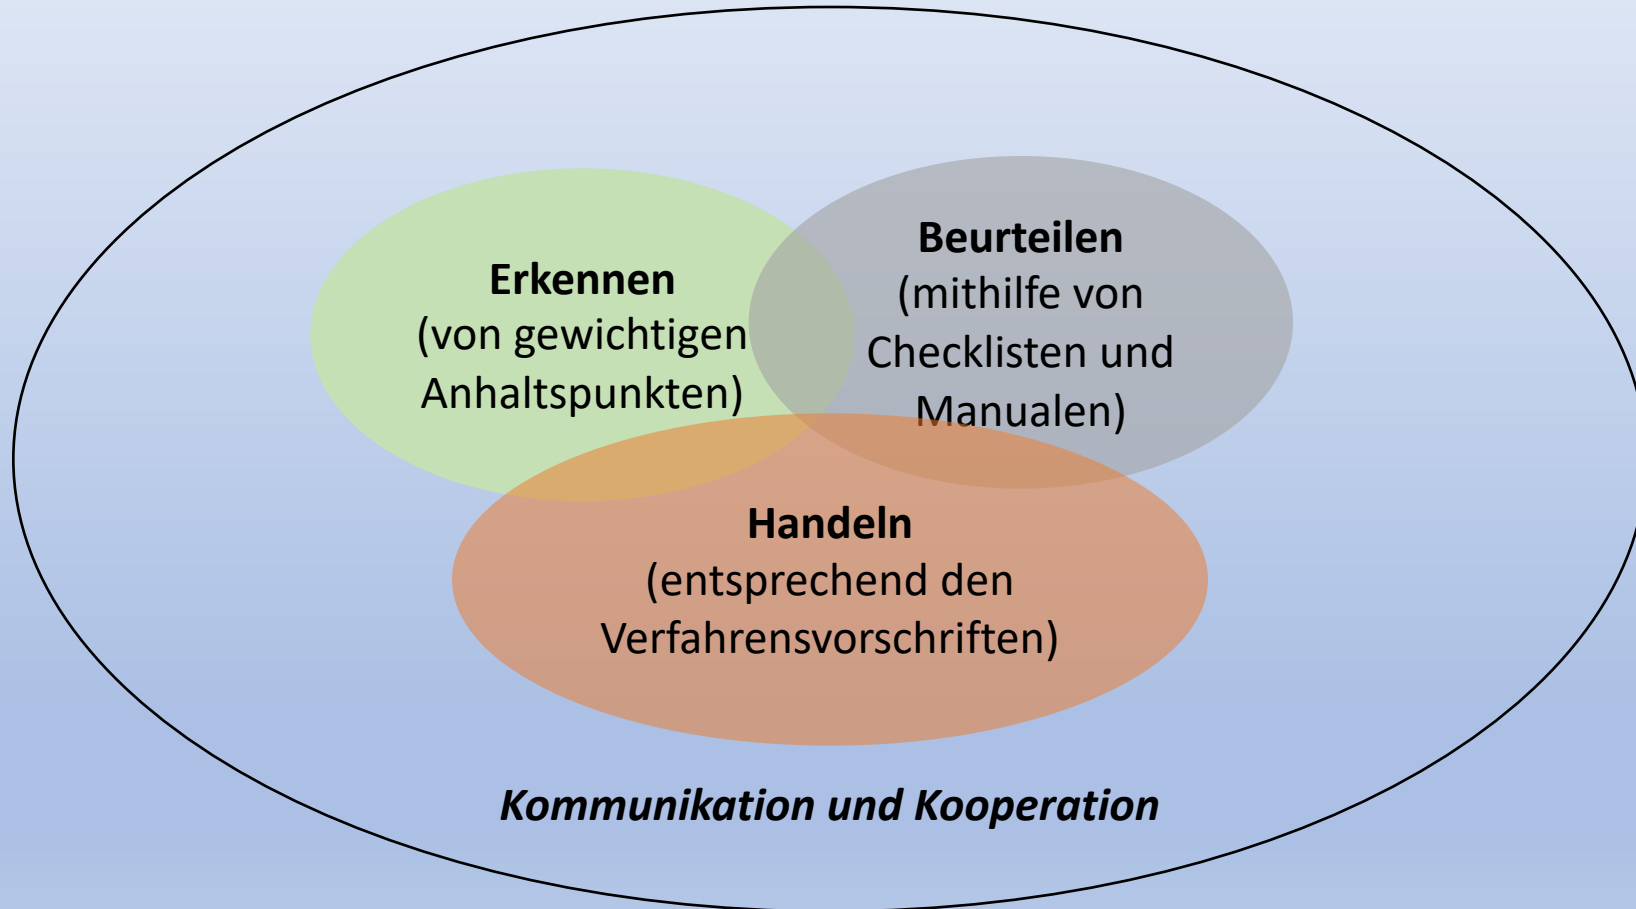 Erkennen
(von gewichtigen
Anhaltspunkten)
Beurteilen
(mithilfe von
Checklisten und
Manualen)
Handeln
(entsprechend den
Verfahrensvorschriften)
Kommunikation und Kooperation